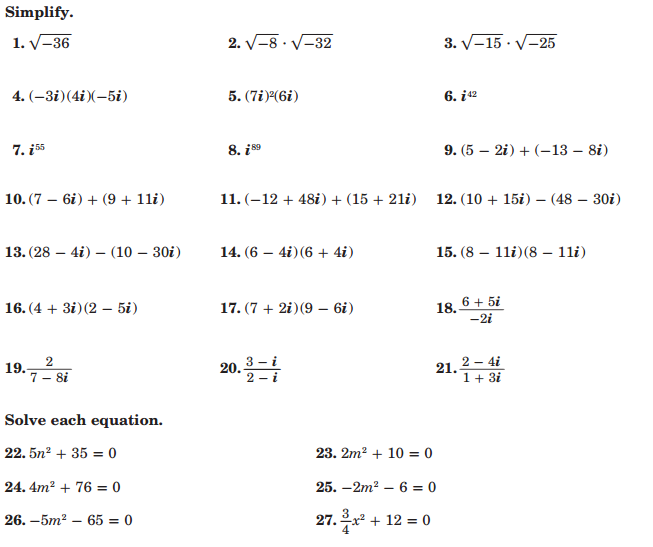 Simplify.
1. √−36 2. √−8 · √−32 3. √−15 · √−25
4. (−3i)(4i)(−5i) 5. (7i)²(6i) 6. i⁴²
7. i⁵⁵ 8. i⁸⁹ 9. (5 − 2i) + (−13 − 8i)
10. (7 − 6i) + (9 + 11i) 11. (−12 + 48i) + (15 + 21i) 12. (10 + 15i) − (48 − 30i)
13. (28 − 4i) − (10 − 30i) 14. (6 − 4i)(6 + 4i) 15. (8 − 11i)(8 − 11i)
16. (4 + 3i)(2 − 5i) 17. (7 + 2i)(9 − 6i) 18. (6 + 5i)/(−2i)
19. 2/(7 − 8i) 20. (3 − i)/(2 − i) 21. (2 − 4i)/(1 + 3i)
Solve each equation.
22. 5n² + 35 = 0 23. 2m² + 10 = 0
24. 4m² + 76 = 0 25. −2m² − 6 = 0
26. −5m² − 65 = 0 27. 3/4x² + 12 = 0